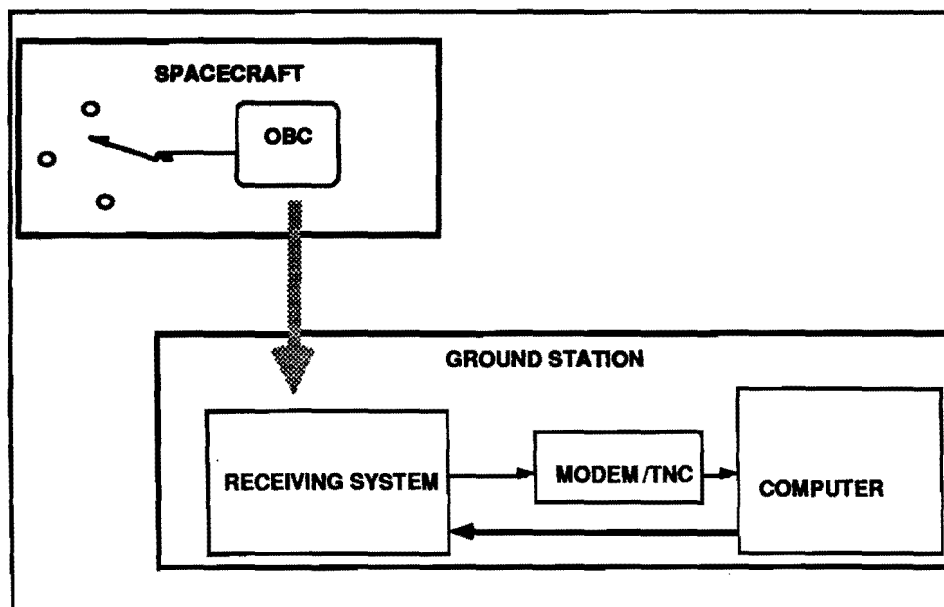 SPACECRAFT
OBC
GROUND STATION
RECEIVING SYSTEM
MODEM/TNC
COMPUTER